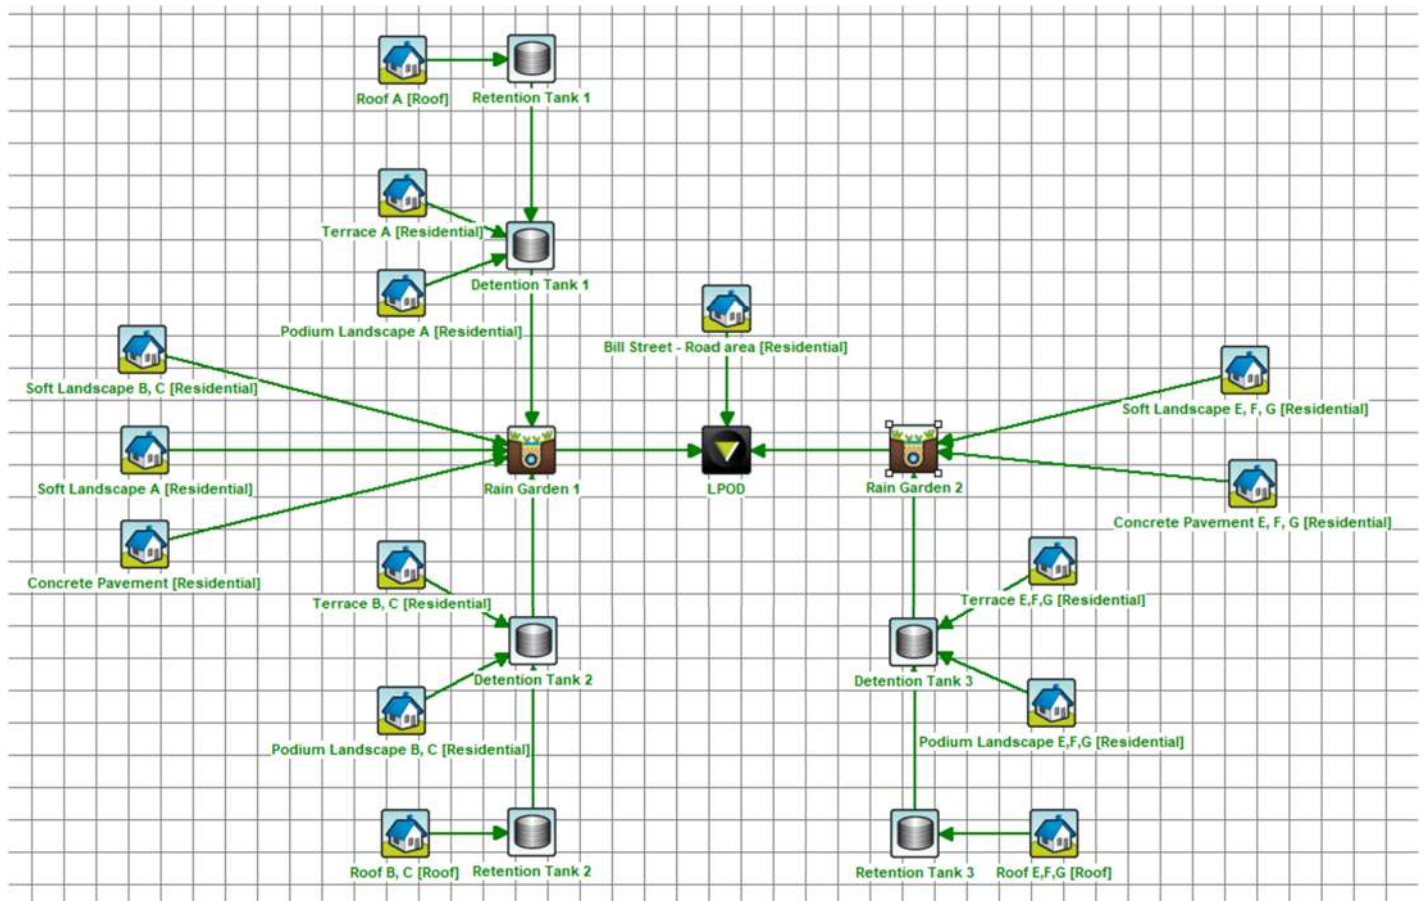 Roof A [Roof]
Retention Tank 1
Terrace A [Residential]
Detention Tank 1
Podium Landscape A [Residential]
Bill Street - Road area [Residential]
Soft Landscape B, C [Residential]
Soft Landscape E, F, G [Residential]
Soft Landscape A [Residential]
Rain Garden 1
LPOD
Rain Garden 2
Concrete Pavement E, F, G [Residential]
Concrete Pavement [Residential]
Terrace B, C [Residential]
Terrace E,F,G [Residential]
Detention Tank 2
Detention Tank 3
Podium Landscape B, C [Residential]
Podium Landscape E,F,G [Residential]
Roof B, C [Roof]
Retention Tank 2
Retention Tank 3
Roof E,F,G [Roof]